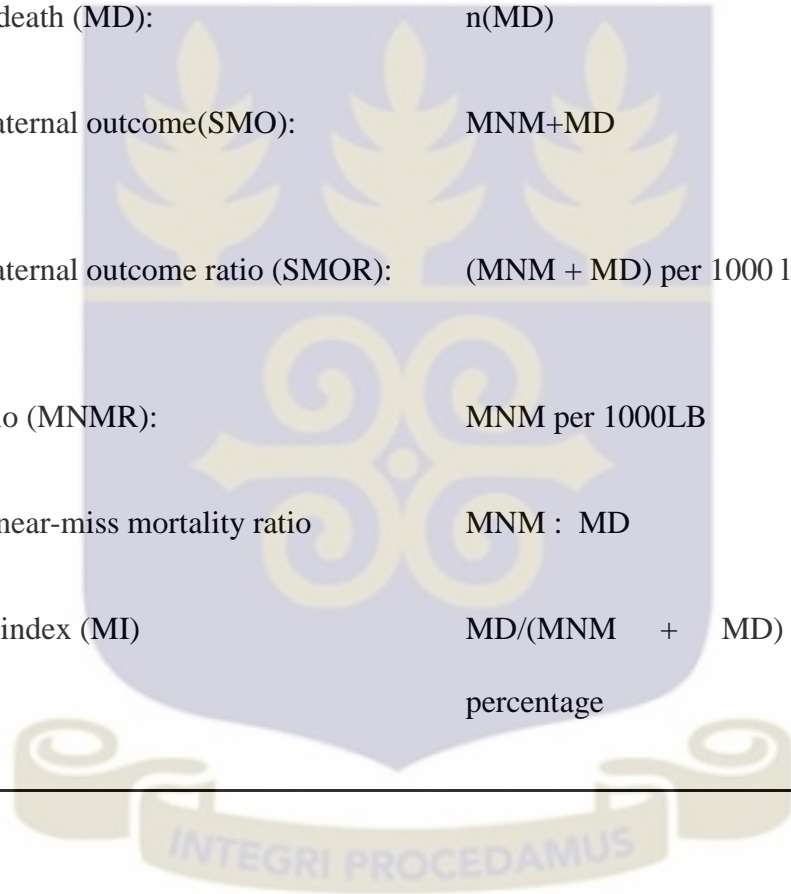 death (MD): n(MD)
aternal outcome(SMO): MNM+MD
aternal outcome ratio (SMOR): (MNM + MD) per 1000 l
io (MNMR): MNM per 1000LB
near-miss mortality ratio MNM : MD
index (MI) MD/(MNM + MD)
percentage
INTEGRI PROCEDAMUS